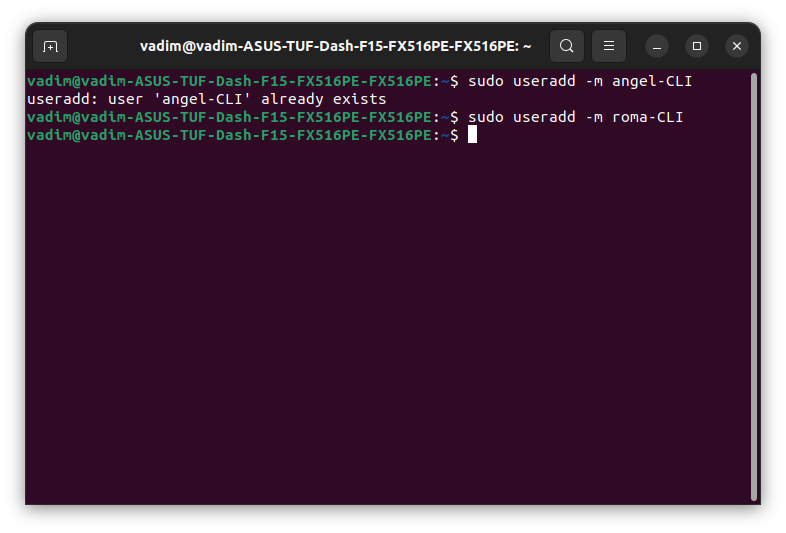 vadim@vadim-ASUS-TUF-Dash-F15-FX516PE-FX516PE: ~
vadim@vadim-ASUS-TUF-Dash-F15-FX516PE-FX516PE:~$ sudo useradd -m angel-CLI
useradd: user 'angel-CLI' already exists
vadim@vadim-ASUS-TUF-Dash-F15-FX516PE-FX516PE:~$ sudo useradd -m roma-CLI
vadim@vadim-ASUS-TUF-Dash-F15-FX516PE-FX516PE:~$